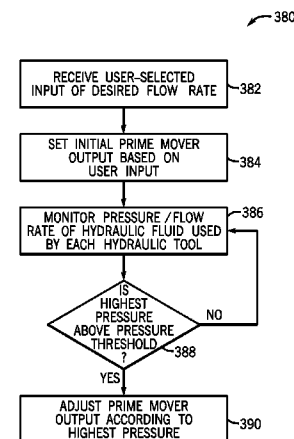 380
RECEIVE USER-SELECTED
INPUT OF DESIRED FLOW RATE
382
SET INITIAL PRIME MOVER
OUTPUT BASED ON
USER INPUT
384
MONITOR PRESSURE/FLOW
RATE OF HYDRAULIC FLUID USED
BY EACH HYDRAULIC TOOL
386
IS
HIGHEST
PRESSURE
ABOVE PRESSURE
THRESHOLD
?
388
NO
YES
ADJUST PRIME MOVER
OUTPUT ACCORDING TO
HIGHEST PRESSURE
390